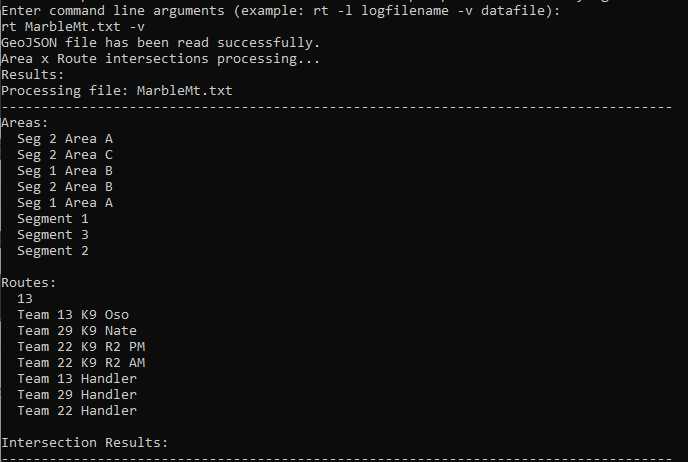 Enter command line arguments (example: rt -l logfilename -v datafile):
rt MarbleMt.txt -v
GeoJSON file has been read successfully.
Area x Route intersections processing...
Results:
Processing file: MarbleMt.txt
------------------------------------------------------------------------------------
Areas:
  Seg 2 Area A
  Seg 2 Area C
  Seg 1 Area B
  Seg 2 Area B
  Seg 1 Area A
  Segment 1
  Segment 3
  Segment 2

Routes:
  13
  Team 13 K9 Oso
  Team 29 K9 Nate
  Team 22 K9 R2 PM
  Team 22 K9 R2 AM
  Team 13 Handler
  Team 29 Handler
  Team 22 Handler

Intersection Results:
------------------------------------------------------------------------------------